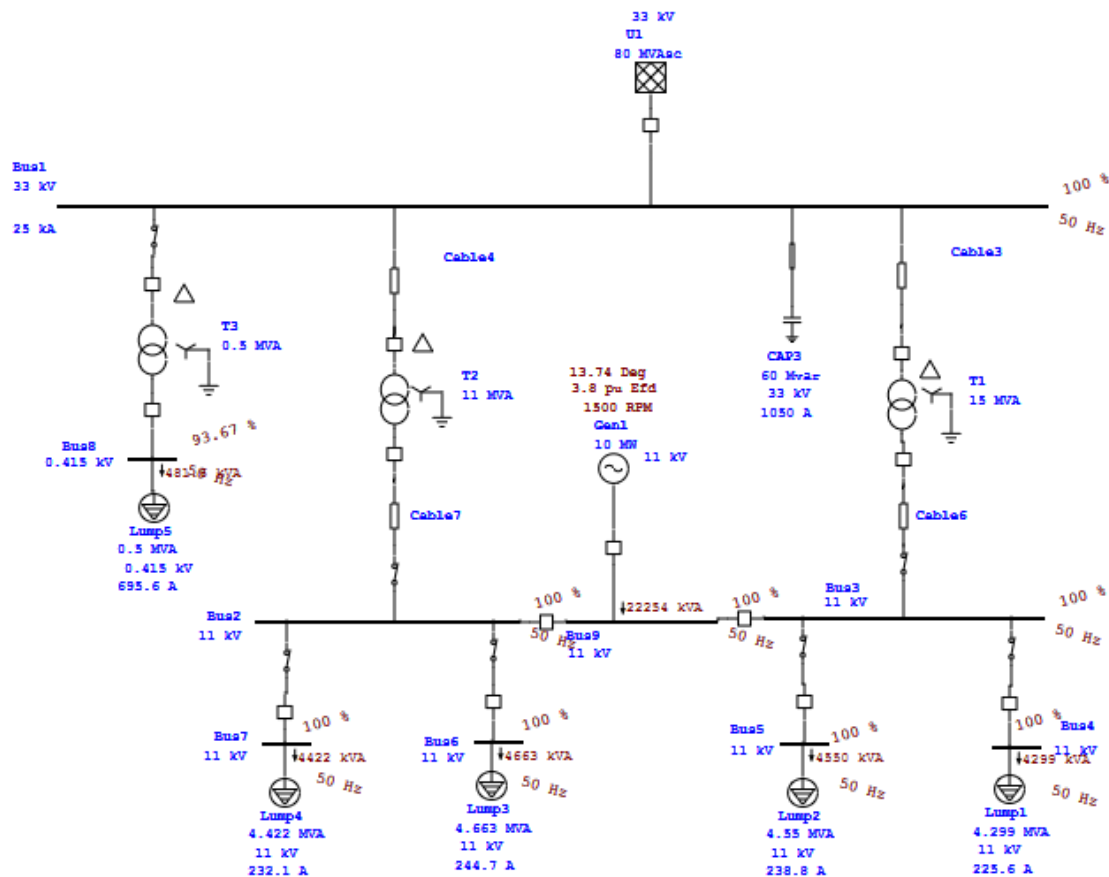 33 kV
U1
80 MVAsc
Bus1
33 kV
100 %
25 kA
50 Hz
Cable4
Cable3
T3
0.5 MVA
T2
11 MVA
CAP3
60 Mvar
33 kV
1050 A
T1
15 MVA
13.74 Deg
3.8 pu Efd
1500 RPM
Gen1
10 MW
11 kV
93.67 %
Bus8
0.415 kV
kVA
Hz
Lump5
0.5 MVA
0.415 kV
695.6 A
Cable7
Cable6
Bus2
11 kV
100 %
50 Hz
Bus9
11 kV
22254 kVA
100 %
50 Hz
Bus3
11 kV
100 %
50 Hz
Bus7
11 kV
100 %
4422 kVA
50 Hz
Lump4
4.422 MVA
11 kV
232.1 A
Bus6
11 kV
100 %
4663 kVA
50 Hz
Lump3
4.663 MVA
11 kV
244.7 A
Bus5
11 kV
100 %
4550 kVA
50 Hz
Lump2
4.55 MVA
11 kV
238.8 A
Bus4
11 kV
100 %
4299 kVA
50 Hz
Lump1
4.299 MVA
11 kV
225.6 A